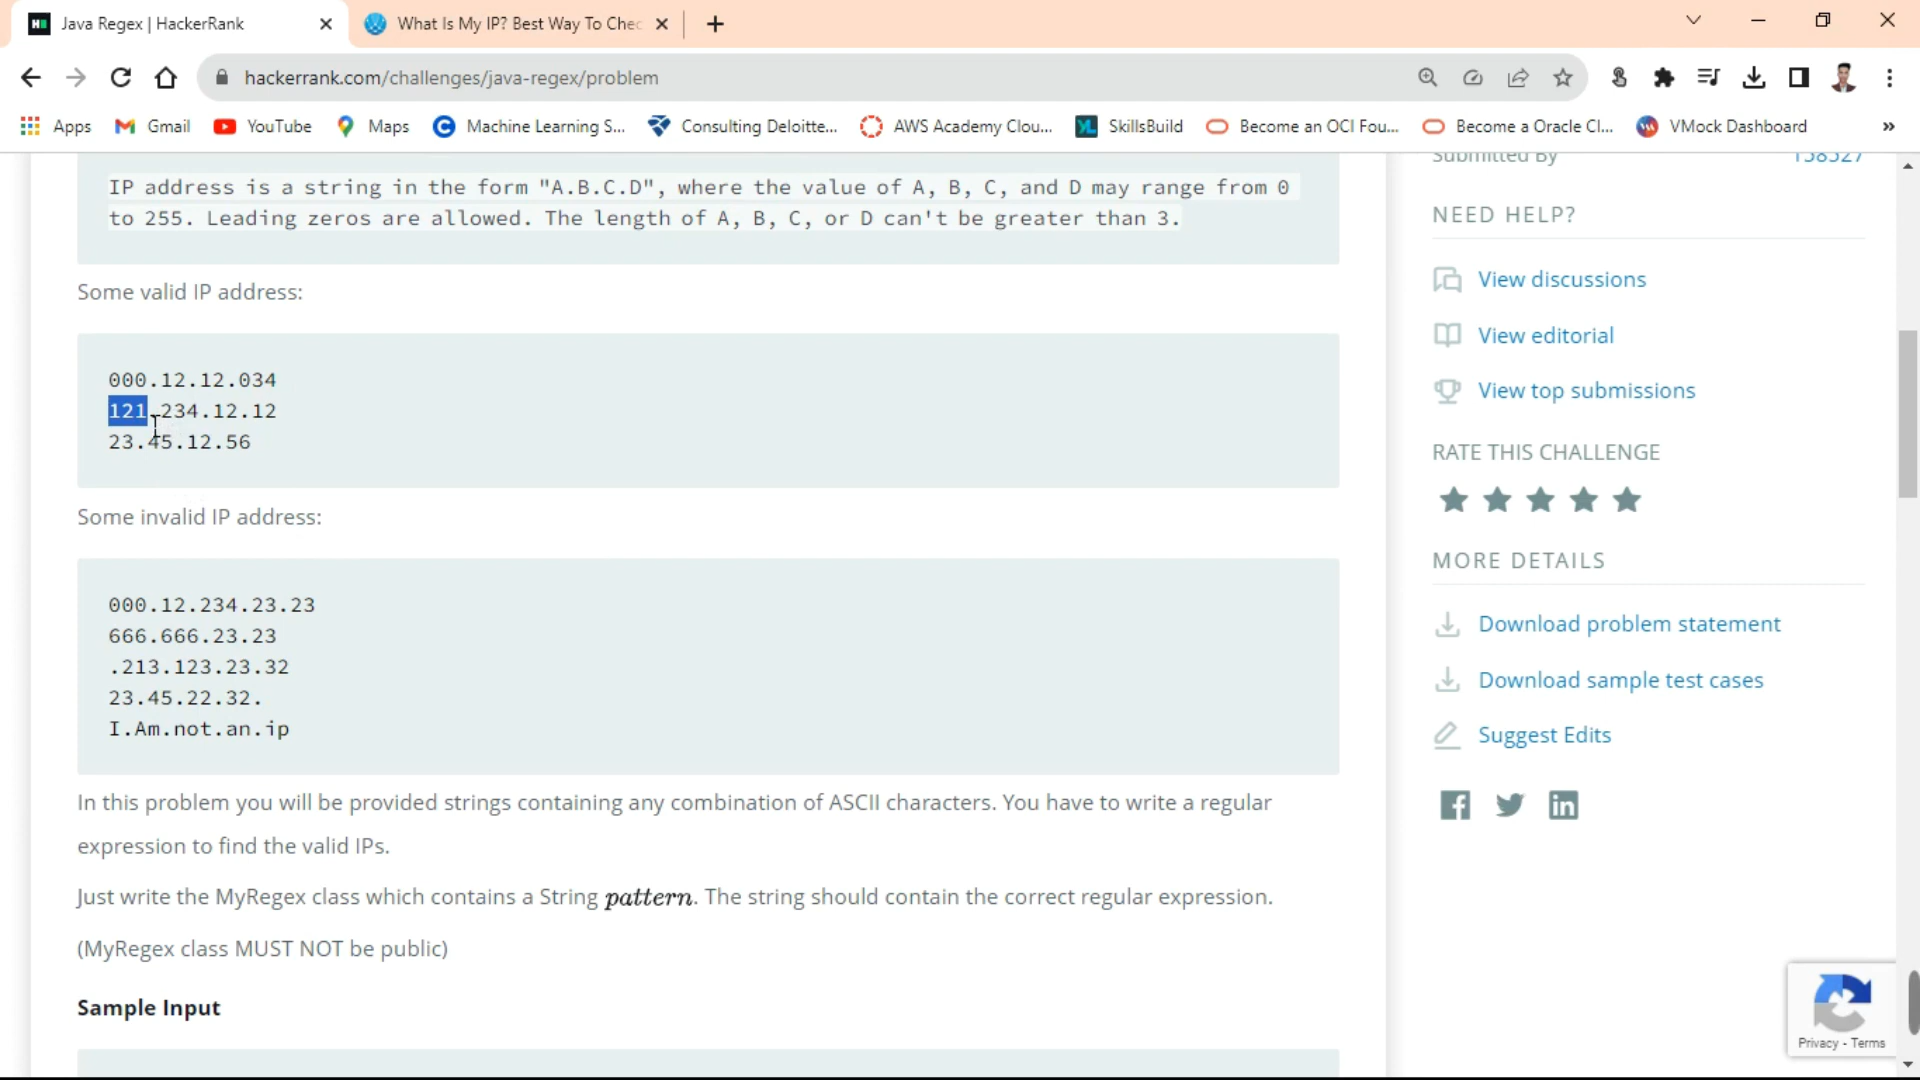 Java Regex | HackerRank
What Is My IP? Best Way To Chec
hackerrank.com/challenges/java-regex/problem
Apps
Gmail
YouTube
Maps
Machine Learning S...
Consulting Deloitte...
AWS Academy Clou...
SkillsBuild
Become an OCI Fou...
Become a Oracle Cl...
VMock Dashboard
»
IP address is a string in the form "A.B.C.D", where the value of A, B, C, and D may range from 0
to 255. Leading zeros are allowed. The length of A, B, C, or D can't be greater than 3.
Some valid IP address:
000.12.12.034
121.234.12.12
23.45.12.56
Some invalid IP address:
000.12.234.23.23
666.666.23.23
.213.123.23.32
23.45.22.32.
I.Am.not.an.ip
In this problem you will be provided strings containing any combination of ASCII characters. You have to write a regular
expression to find the valid IPs.
Just write the MyRegex class which contains a String pattern. The string should contain the correct regular expression.
(MyRegex class MUST NOT be public)
Sample Input
Submitted By
158527
NEED HELP?
View discussions
View editorial
View top submissions
RATE THIS CHALLENGE
MORE DETAILS
Download problem statement
Download sample test cases
Suggest Edits
Privacy - Terms